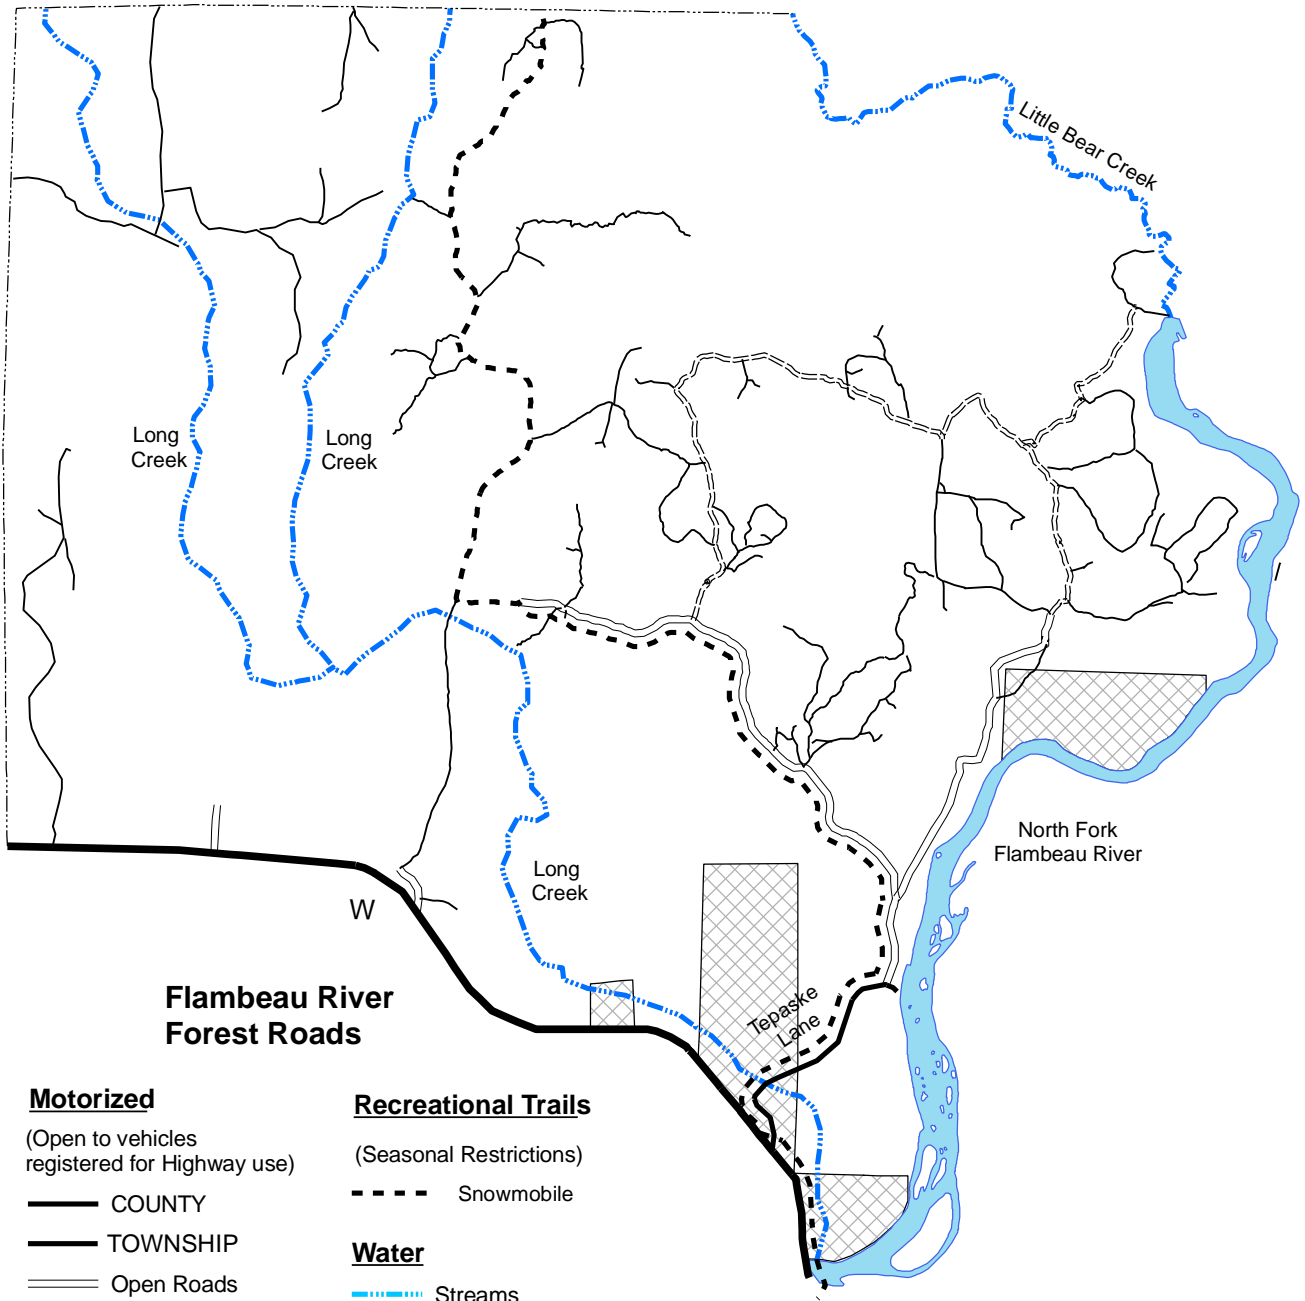 Little Bear Creek
Long
Creek
Long
Creek
North Fork
Flambeau River
Long
Creek
W
Tepaske
Lane
Flambeau River
Forest Roads
Motorized
(Open to vehicles
registered for Highway use)
COUNTY
TOWNSHIP
Open Roads
Recreational Trails
(Seasonal Restrictions)
Snowmobile
Water
Streams